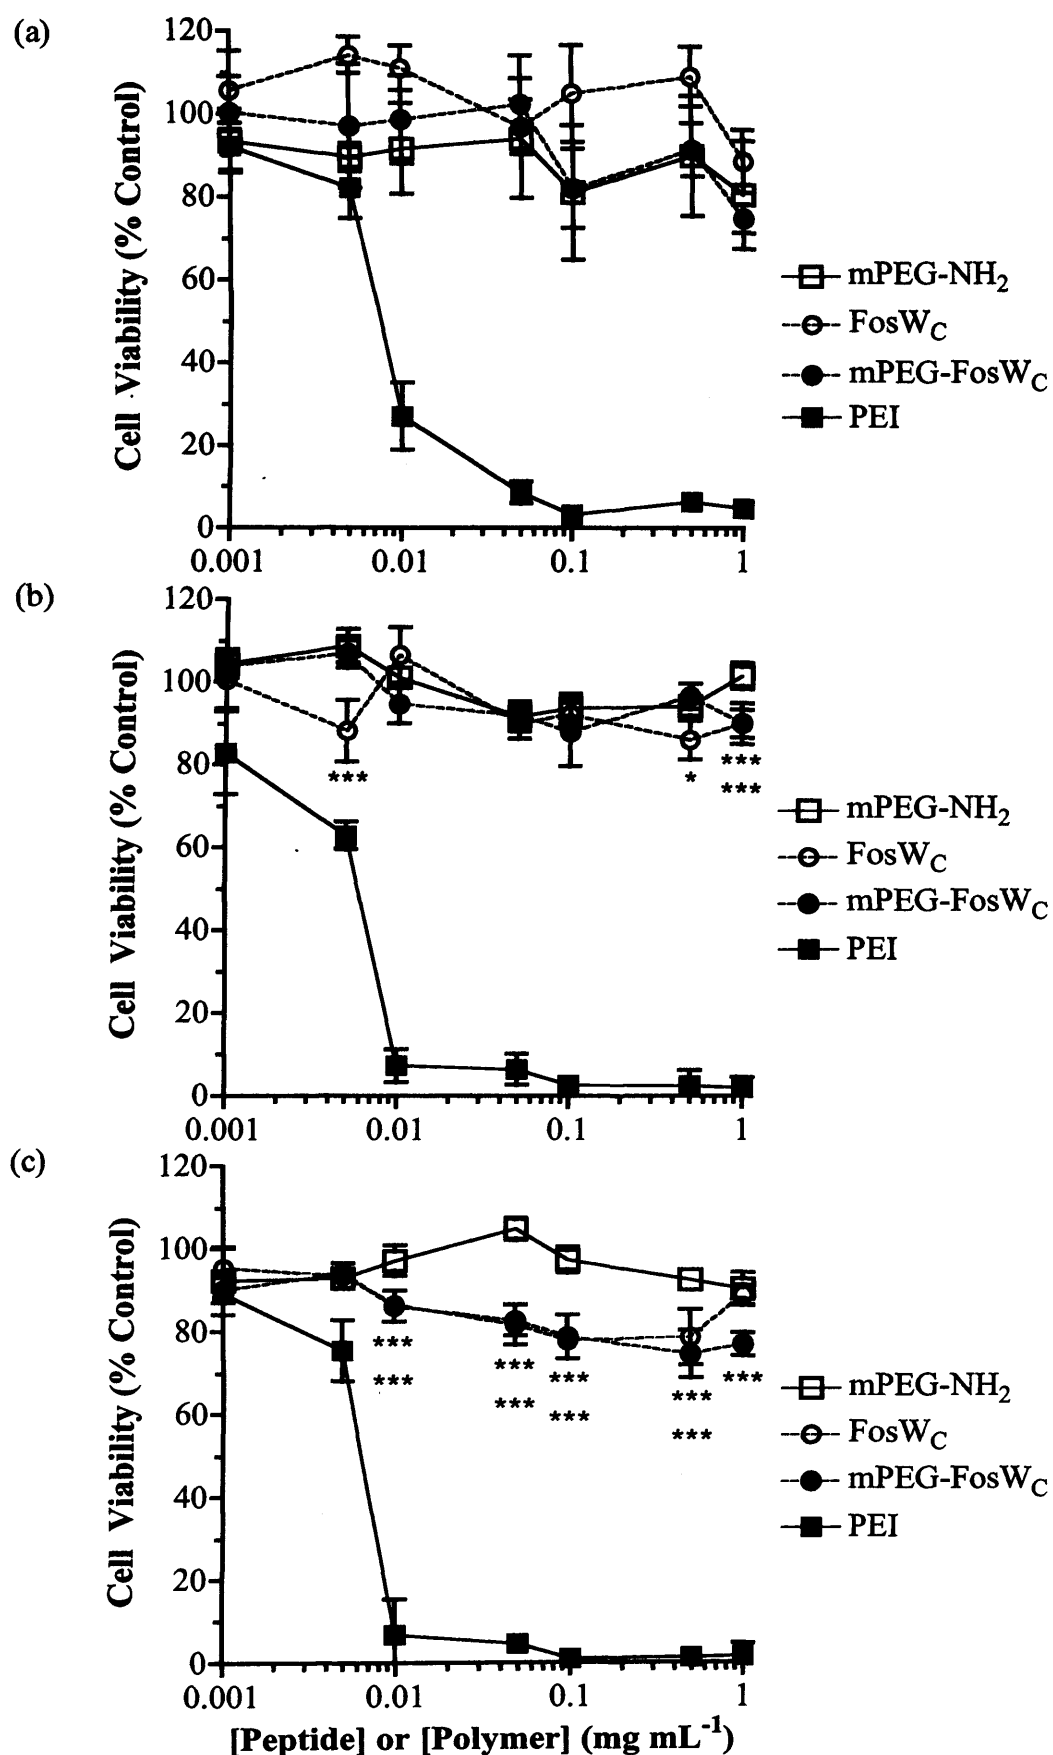 (a)
Cell Viability (% Control)
120
100
80
60
40
20
0
0.001 0.01 0.1 1
mPEG-NH2
FosWC
mPEG-FosWC
PEI
(b)
Cell Viability (% Control)
120
100
80
60
40
20
0
*** * ***
***
0.001 0.01 0.1 1
mPEG-NH2
FosWC
mPEG-FosWC
PEI
(c)
Cell Viability (% Control)
120
100
80
60
40
20
0
*** *** *** *** ***
*** *** *** ***
0.001 0.01 0.1 1
mPEG-NH2
FosWC
mPEG-FosWC
PEI
[Peptide] or [Polymer] (mg mL-1)